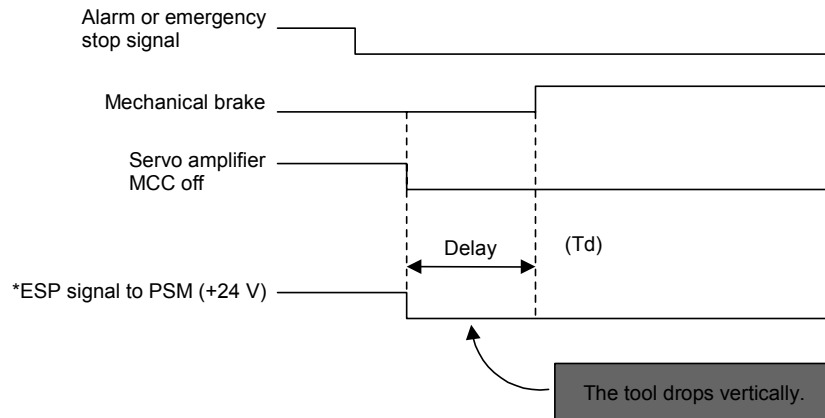 Alarm or emergency
stop signal
Mechanical brake
Servo amplifier
MCC off
Delay
(Td)
*ESP signal to PSM (+24 V)
The tool drops vertically.